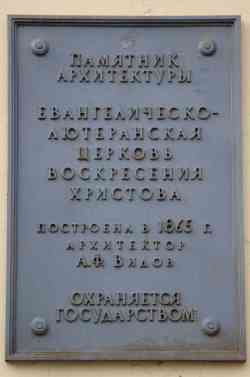 ПАМЯТНИК
АРХИТЕКТУРЫ
ЕВАНГЕЛИЧЕСКО-
ЛЮТЕРАНСКАЯ
ЦЕРКОВЬ
ВОСКРЕСЕНИЯ
ХРИСТОВА
ПОСТРОЕНА В 1865 Г.
АРХИТЕКТОР
А.Ф. ВИДОВ
ОХРАНЯЕТСЯ
ГОСУДАРСТВОМ